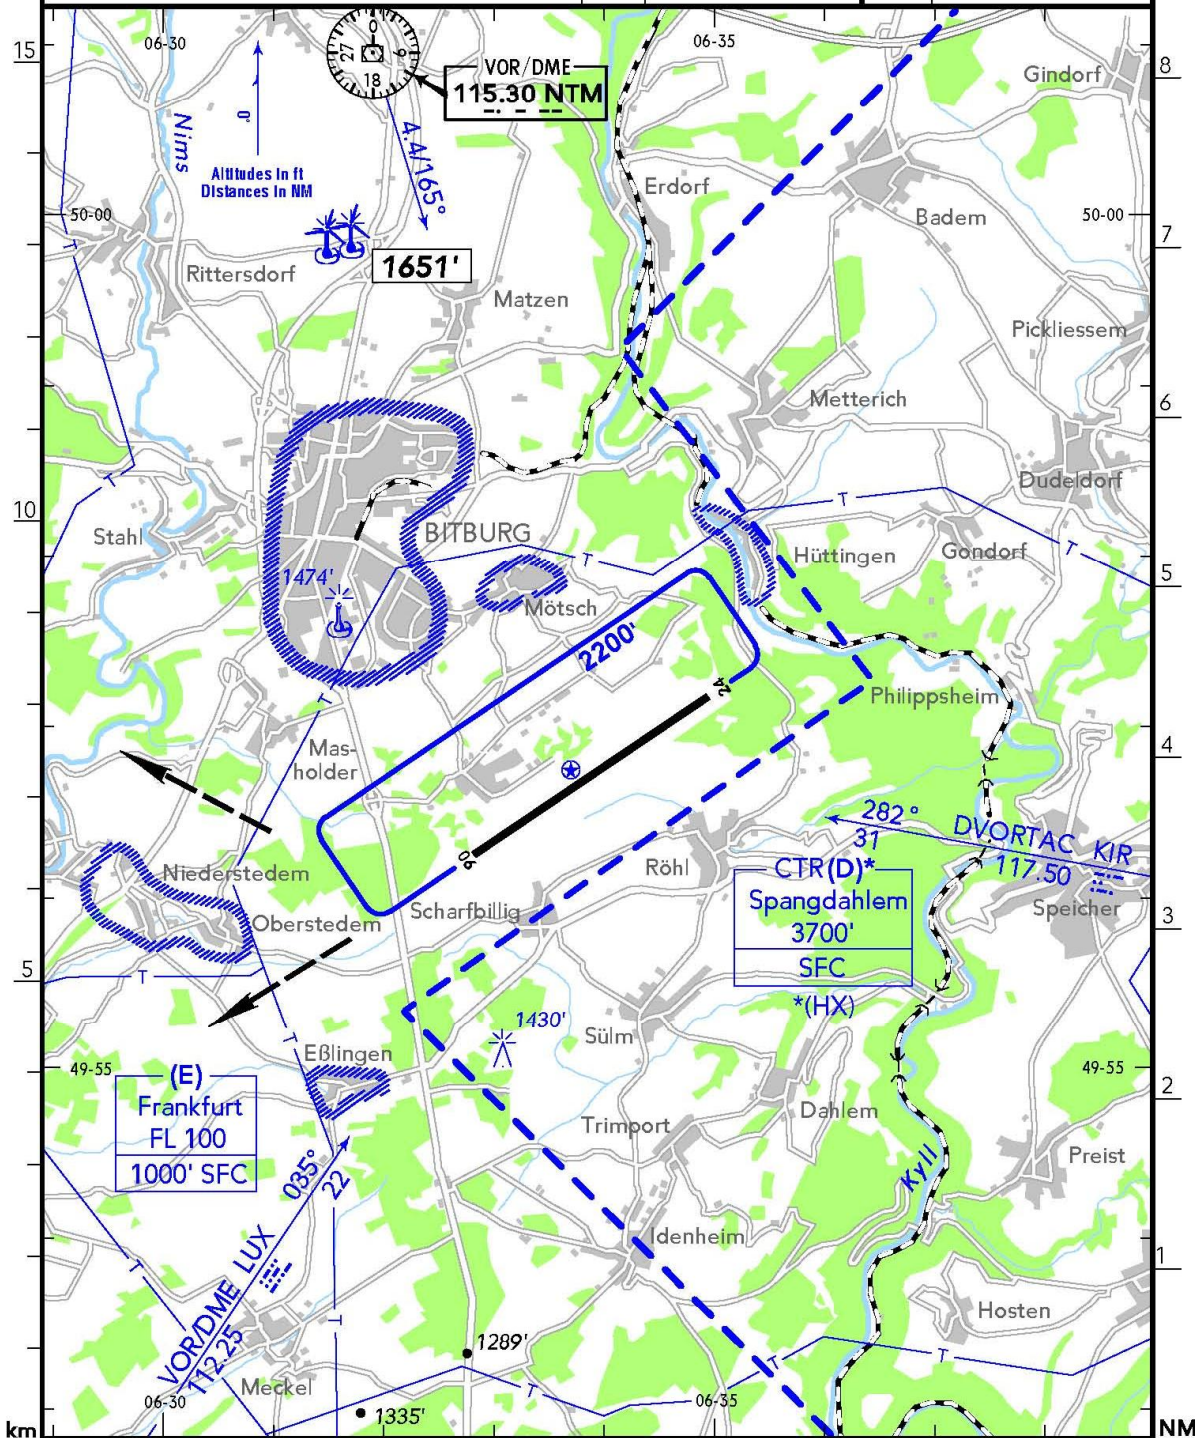 15
06-30
0
9
18
27
VOR/DME
115.30 NTM
06-35
Gindorf
8
Nims
0°
Altitudes in ft
Distances in NM
4.4/165°
Erdorf
Badem
50-00
50-00
7
Rittersdorf
1651'
Matzen
Pickliessem
Metterich
6
T
T
Dudeldorf
10
Stahl
BITBURG
T
T
T
T
Hüttingen
Gondorf
5
1474'
Mötsch
2200'
24
Philippsheim
T
Mas-
holder
4
282°
31
DVORTAC KIR
117.50
06
Röhl
Niederstedem
CTR(D)*
Spangdahlem
3700'
SFC
*(HX)
Speicher
3
Oberstedem
Scharfbillig
5
T
T
1430'
Sülm
Eßlingen
49-55
49-55
(E)
Frankfurt
FL 100
1000' SFC
2
Dahlem
Trimport
Preist
035°
22
Kyll
Idenheim
VOR/DME LUX
112.25
T
T
1
Hosten
1289'
Meckel
T
T
T
06-30
1335'
06-35
km
NM